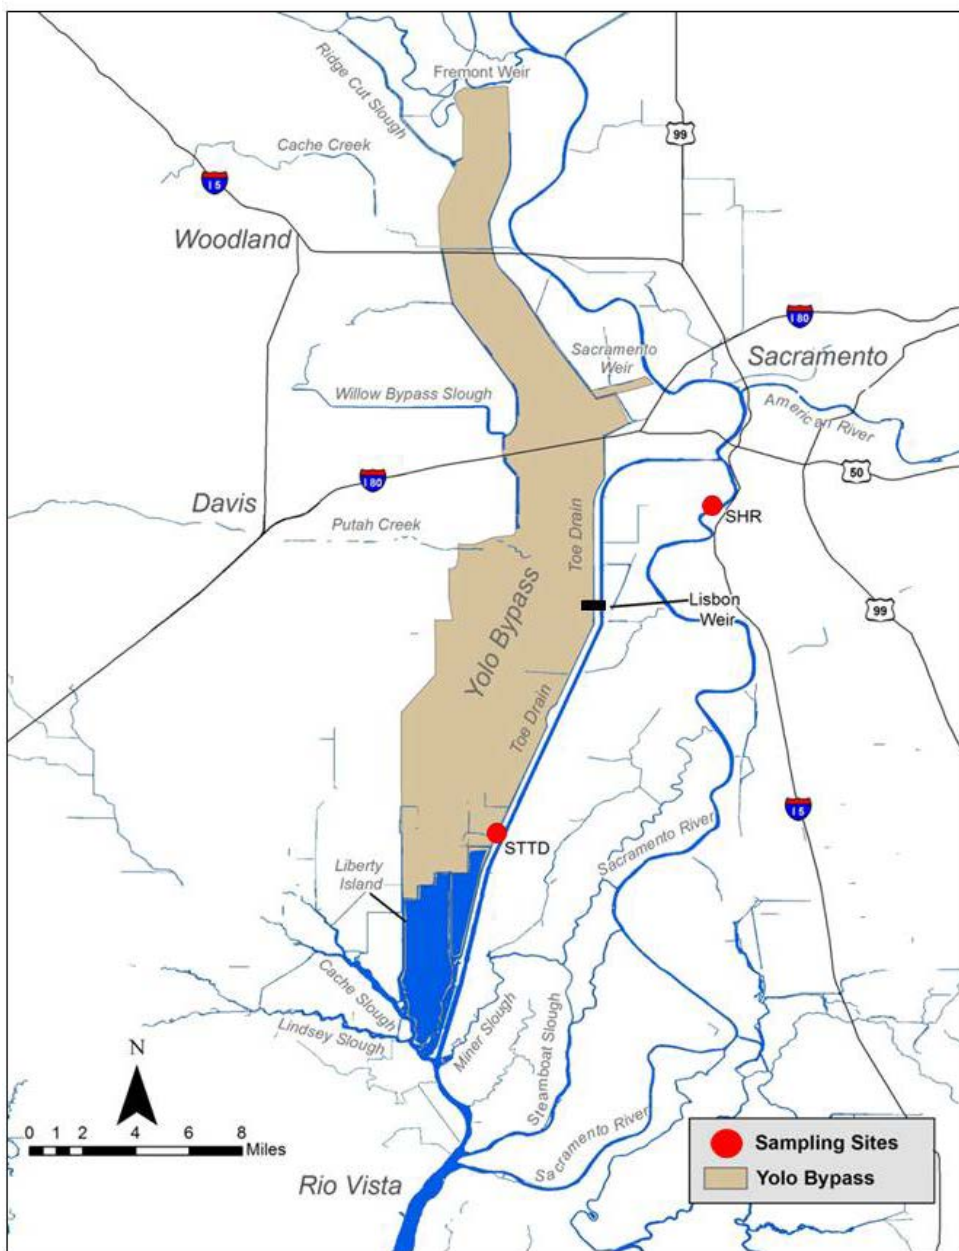 Fremont Weir
Ridge Cut Slough
99
Cache Creek
I 5
Woodland
I 80
Sacramento
Weir
Sacramento
Willow Bypass Slough
American River
50
I 80
Davis
SHR
Putah Creek
Toe Drain
Yolo Bypass
Lisbon
Weir
99
Toe Drain
I 5
STTD
Sacramento River
Liberty
Island
Cache Slough
Lindsey Slough
Miner Slough
Steamboat Slough
N
Sacramento River
0 1 2 4 6 8
Miles
Rio Vista
Sampling Sites
Yolo Bypass